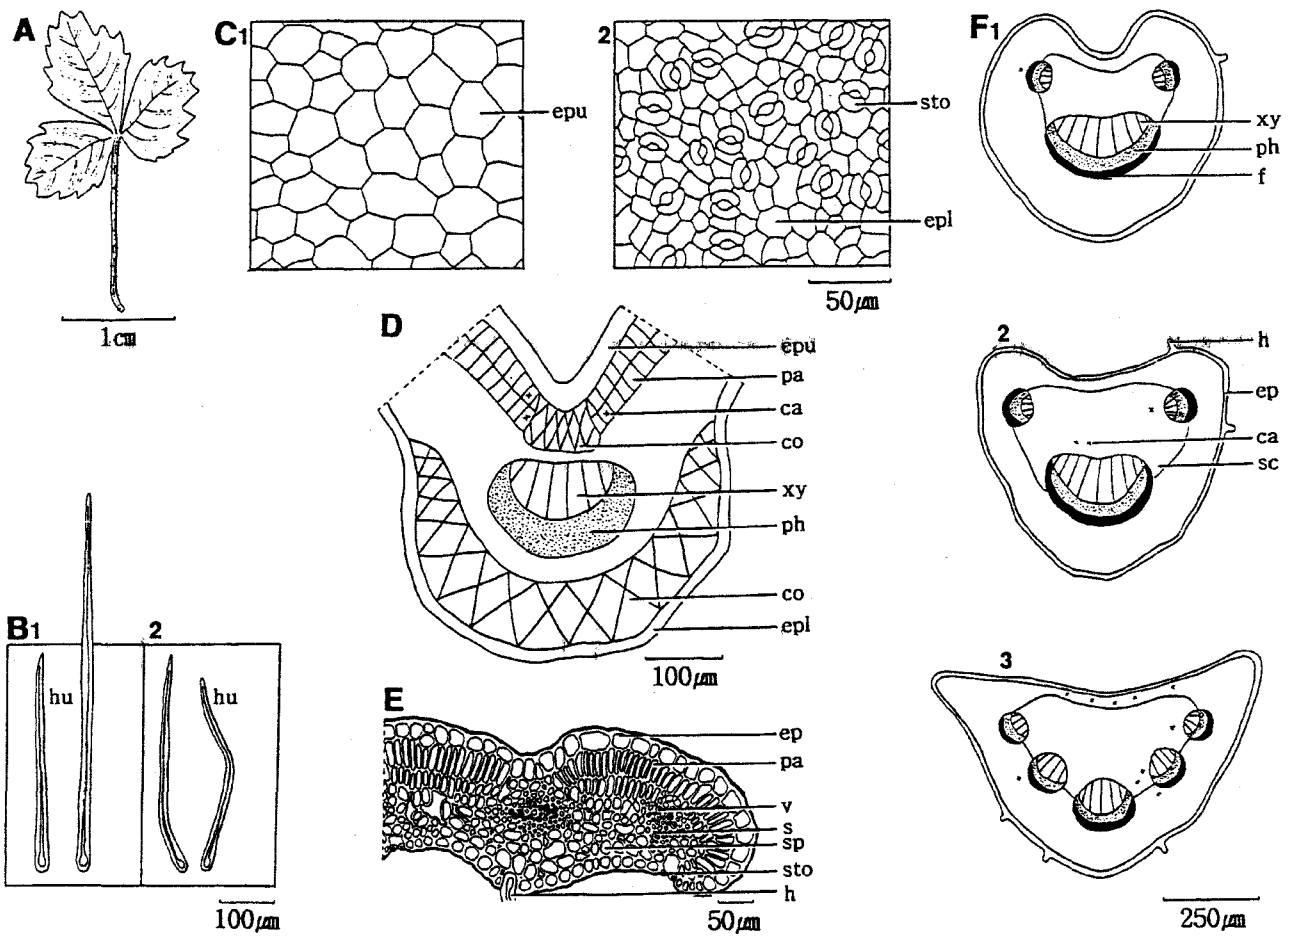 A
1㎝
B1
2
hu
hu
100㎛
C1
epu
2
sto
epl
50㎛
D
epu
pa
ca
co
xy
ph
co
epl
100㎛
E
ep
pa
v
s
sp
sto
h
50㎛
F1
xy
ph
f
2
h
ep
ca
sc
3
250㎛